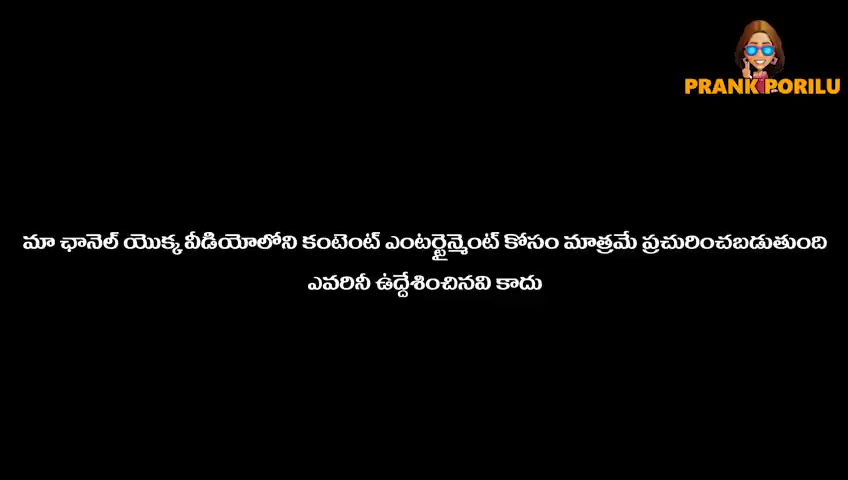 PRANK PORILU
మా ఛానెల్ యొక్క వీడియోలోని కంటెంట్ ఎంటర్టైన్మెంట్ కోసం మాత్రమే ప్రచురించబడుతుంది
ఎవరినీ ఉద్దేశించినవి కాదు